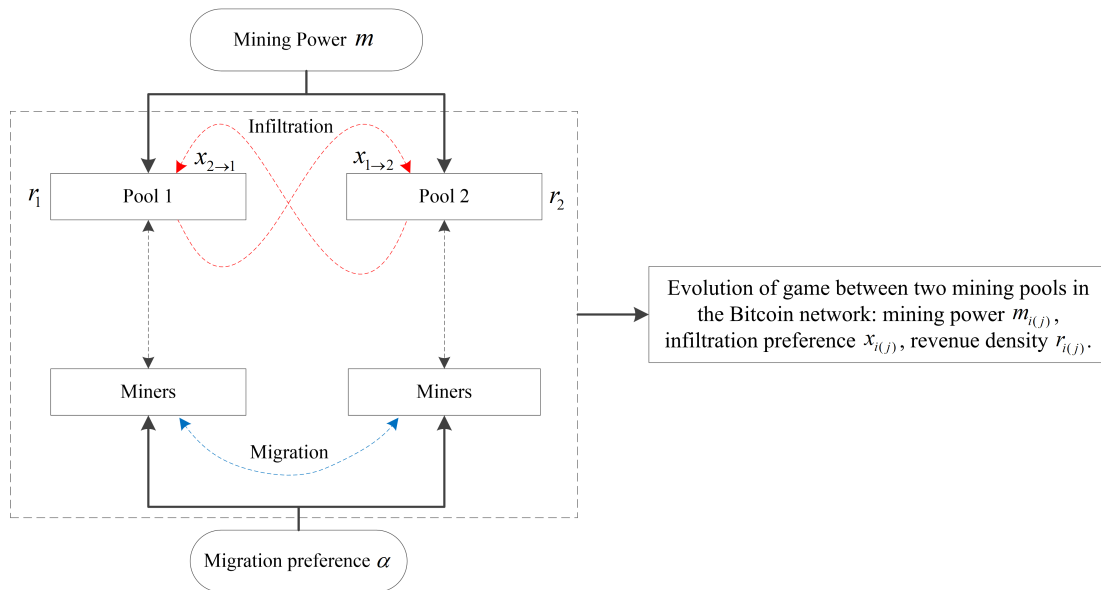 Mining Power m
Infiltration
x2→1
x1→2
r1
Pool 1
Pool 2
r2
Evolution of game between two mining pools in
the Bitcoin network: mining power mi(j),
infiltration preference xi(j), revenue density ri(j).
Miners
Miners
Migration
Migration preference α